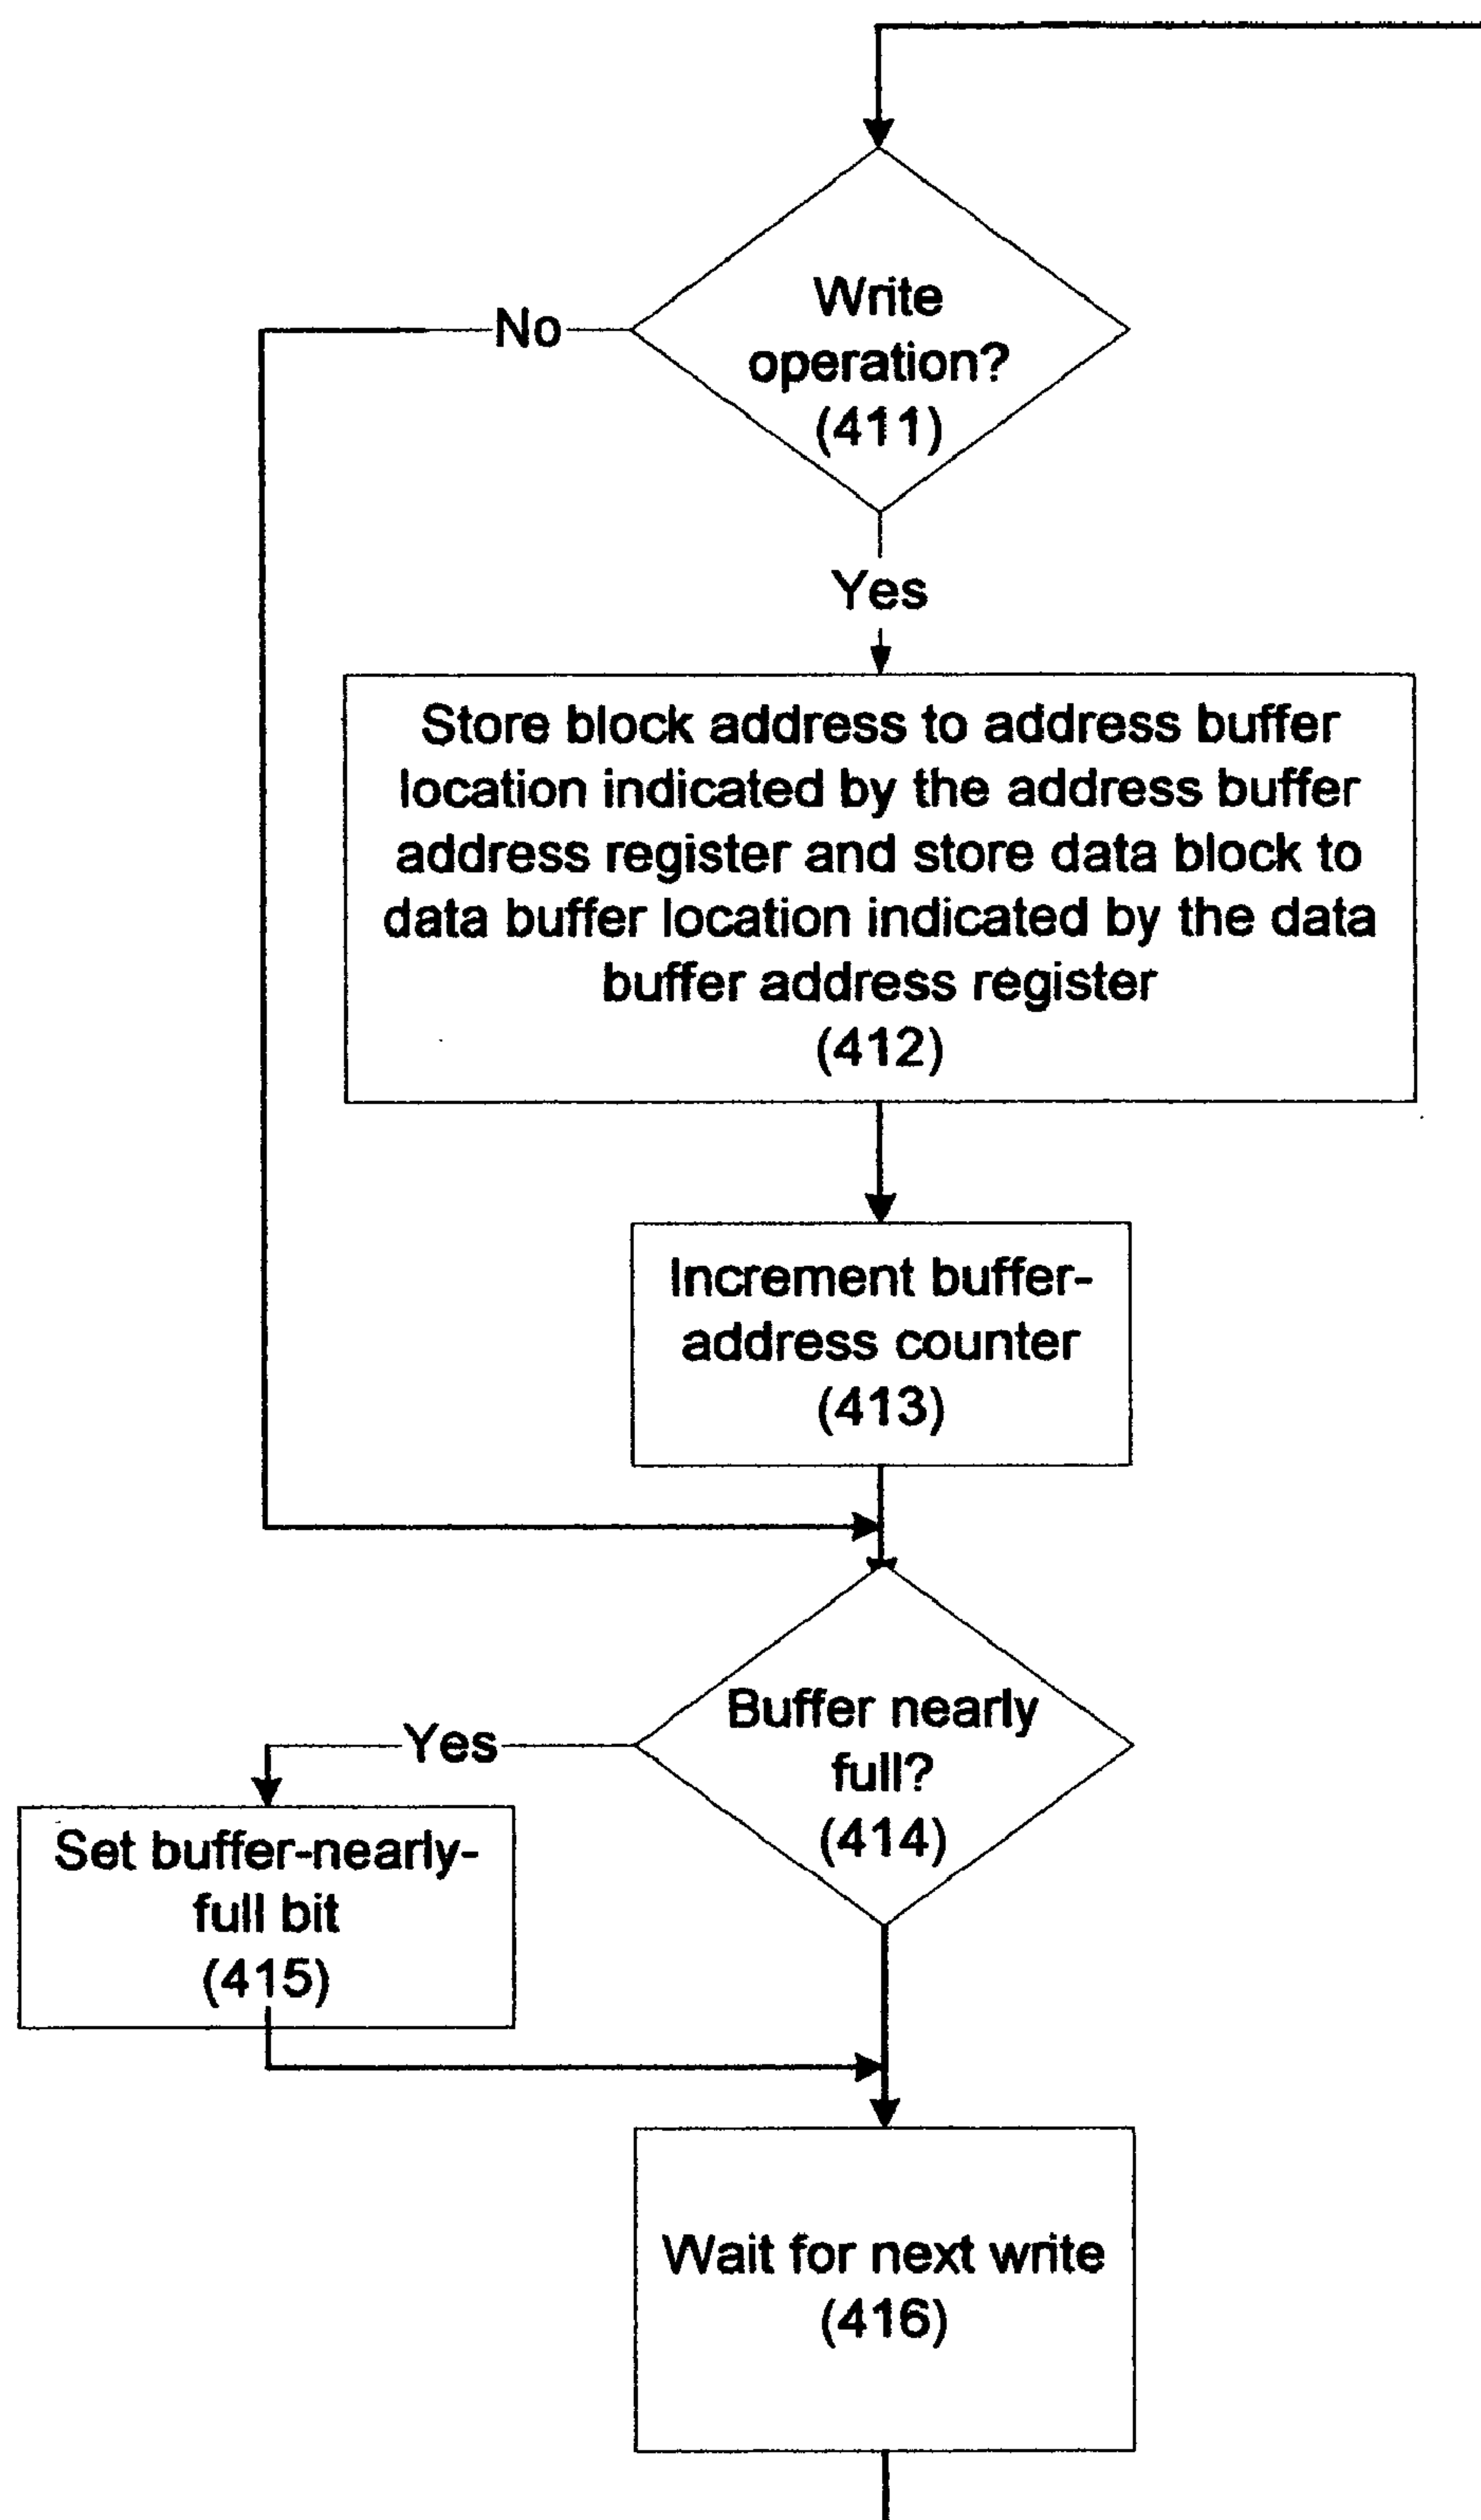 Write
operation?
(411)
No
Yes
Store block address to address buffer
location indicated by the address buffer
address register and store data block to
data buffer location indicated by the data
buffer address register
(412)
Increment buffer-
address counter
(413)
Buffer nearly
full?
(414)
Yes
Set buffer-nearly-
full bit
(415)
Wait for next write
(416)